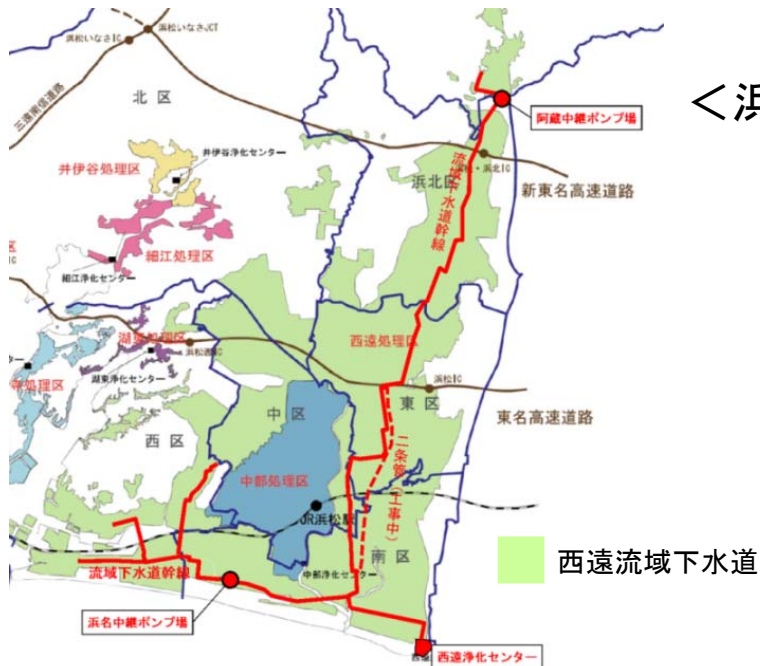 浜松いなさJCT
浜松いなさIC
三遠南信道路
北区
<浜
阿蔵中継ポンプ場
井伊谷浄化センター
井伊谷処理区
流域下水道幹線
浜北区
浜松・浜北IC
新東名高速道路
細江処理区
細江浄化センター
湖東処理区
浜松西IC
湖東浄化センター
西遠処理区
浜松IC
東区
東名高速道路
中区
西区
中部処理区
二条管(工事中)
JR浜松駅
南区
中部浄化センター
西遠流域下水道
流域下水道幹線
浜名中継ポンプ場
西遠浄化センター